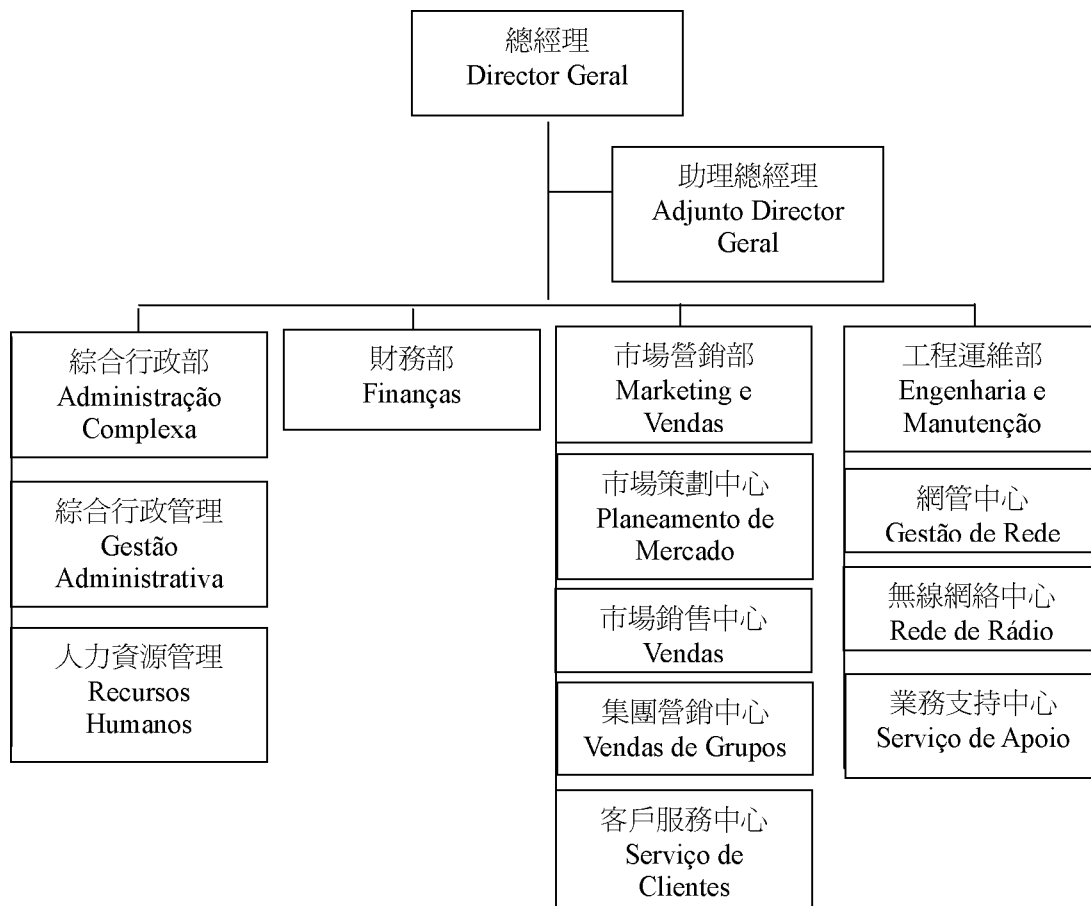 總經理
Director Geral
助理總經理
Adjunto Director
Geral
綜合行政部
Administração
Complexa
財務部
Finanças
市場營銷部
Marketing e
Vendas
工程運維部
Engenharia e
Manutenção
綜合行政管理
Gestão
Administrativa
人力資源管理
Recursos
Humanos
市場策劃中心
Planeamento de
Mercado
市場銷售中心
Vendas
集團營銷中心
Vendas de Grupos
客戶服務中心
Serviço de
Clientes
網管中心
Gestão de Rede
無線網絡中心
Rede de Rádio
業務支持中心
Serviço de Apoio